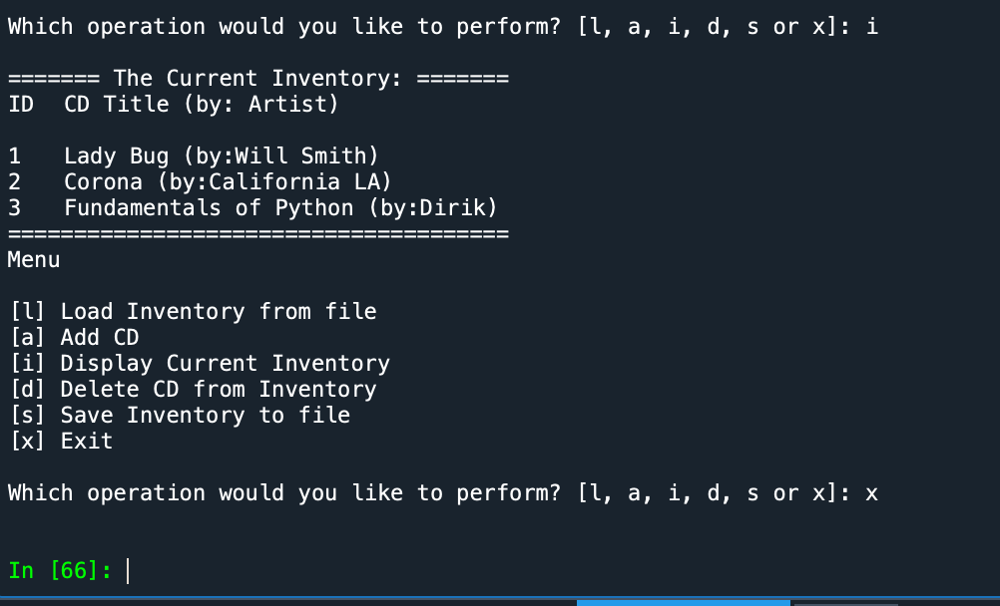 Which operation would you like to perform? [l, a, i, d, s or x]: i
======= The Current Inventory: =======
ID  CD Title (by: Artist)
1   Lady Bug (by:Will Smith)
2   Corona (by:California LA)
3   Fundamentals of Python (by:Dirik)
======================================
Menu
[l] Load Inventory from file
[a] Add CD
[i] Display Current Inventory
[d] Delete CD from Inventory
[s] Save Inventory to file
[x] Exit
Which operation would you like to perform? [l, a, i, d, s or x]: x
In [66]: